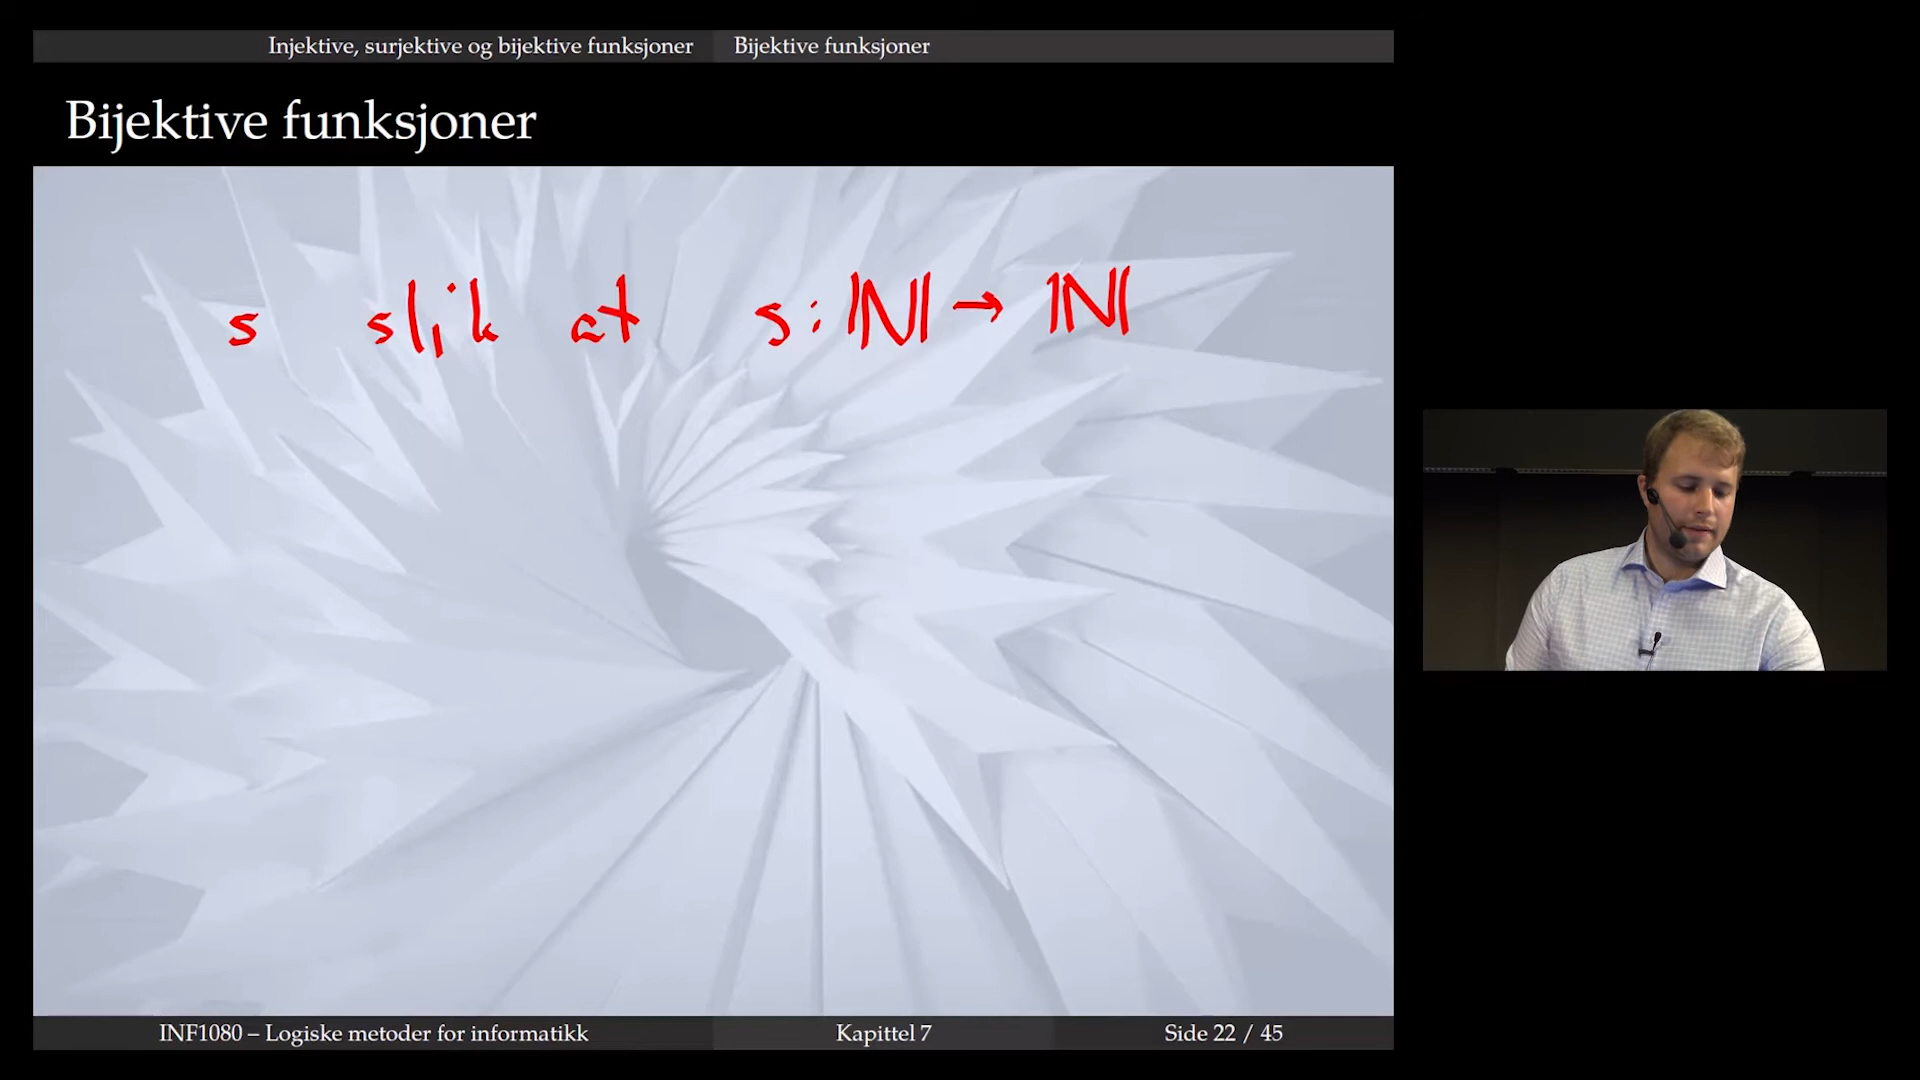 Injektive, surjektive og bijektive funksjoner Bijektive funksjoner
Bijektive funksjoner
s slik at s: ℕ → ℕ
INF1080 – Logiske metoder for informatikk Kapittel 7 Side 22 / 45